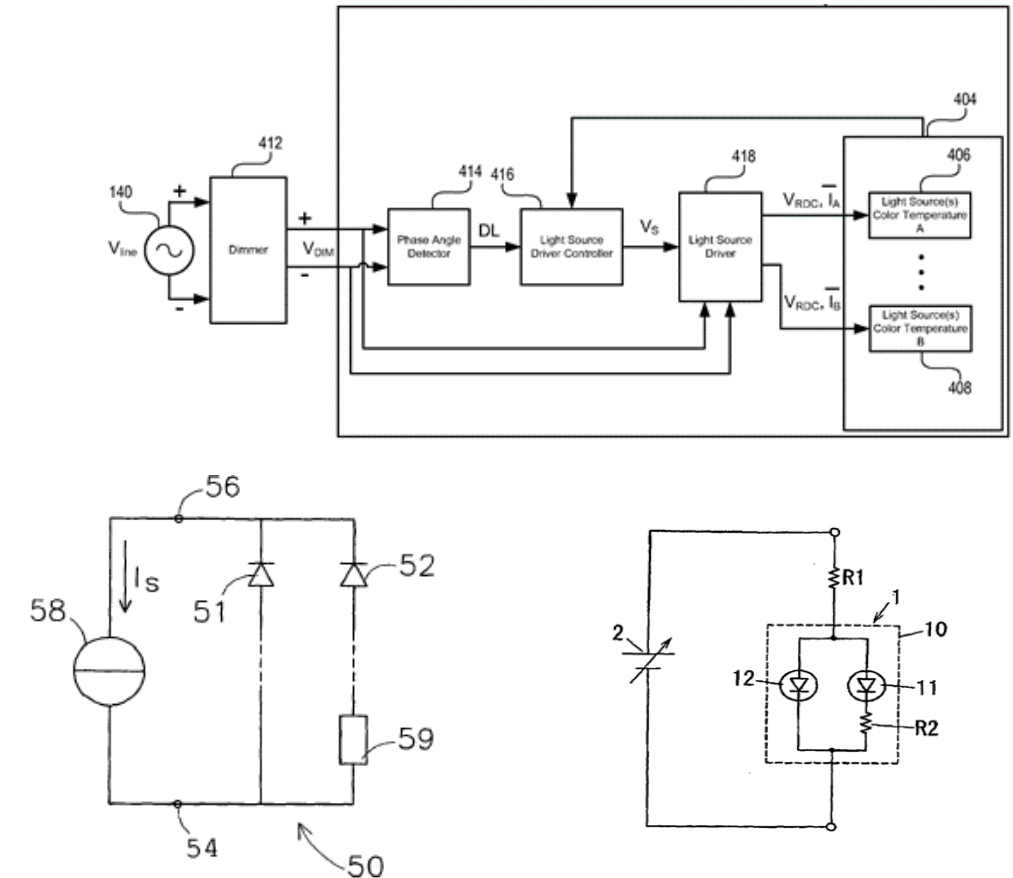 404
412
406
140
+
414
416
418
V_RDC, I̅_A
Light Source(s)
Color Temperature
A
+
DL
V_line
Dimmer
V_DIM
Phase Angle
Detector
Light Source
Driver Controller
V_S
Light Source
Driver
-
-
V_RDC, I̅_B
Light Source(s)
Color Temperature
B
408
56
I_S
51
52
58
59
54
50
R1
1
2
10
12
11
R2